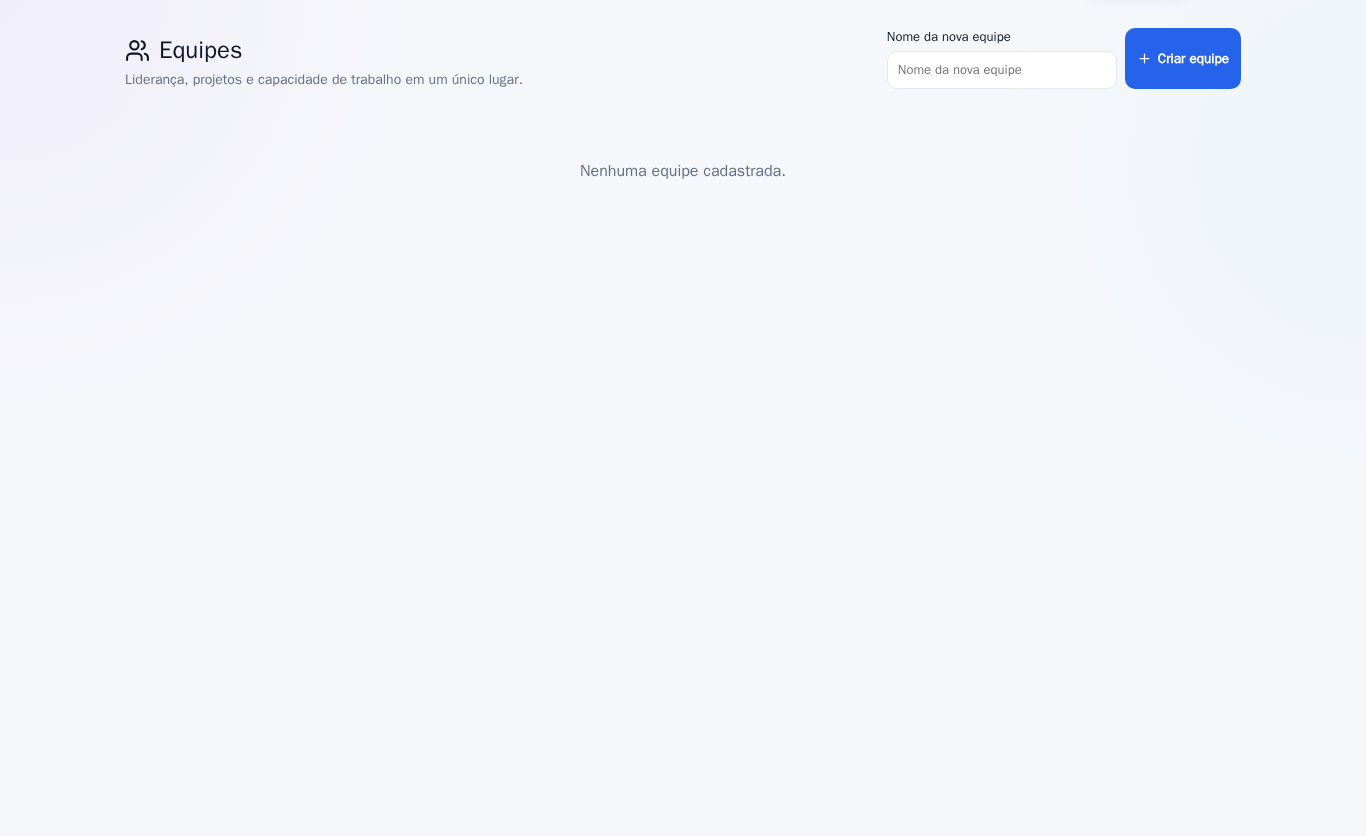 Equipes
Liderança, projetos e capacidade de trabalho em um único lugar.
Nome da nova equipe
Nome da nova equipe
Criar equipe
Nenhuma equipe cadastrada.